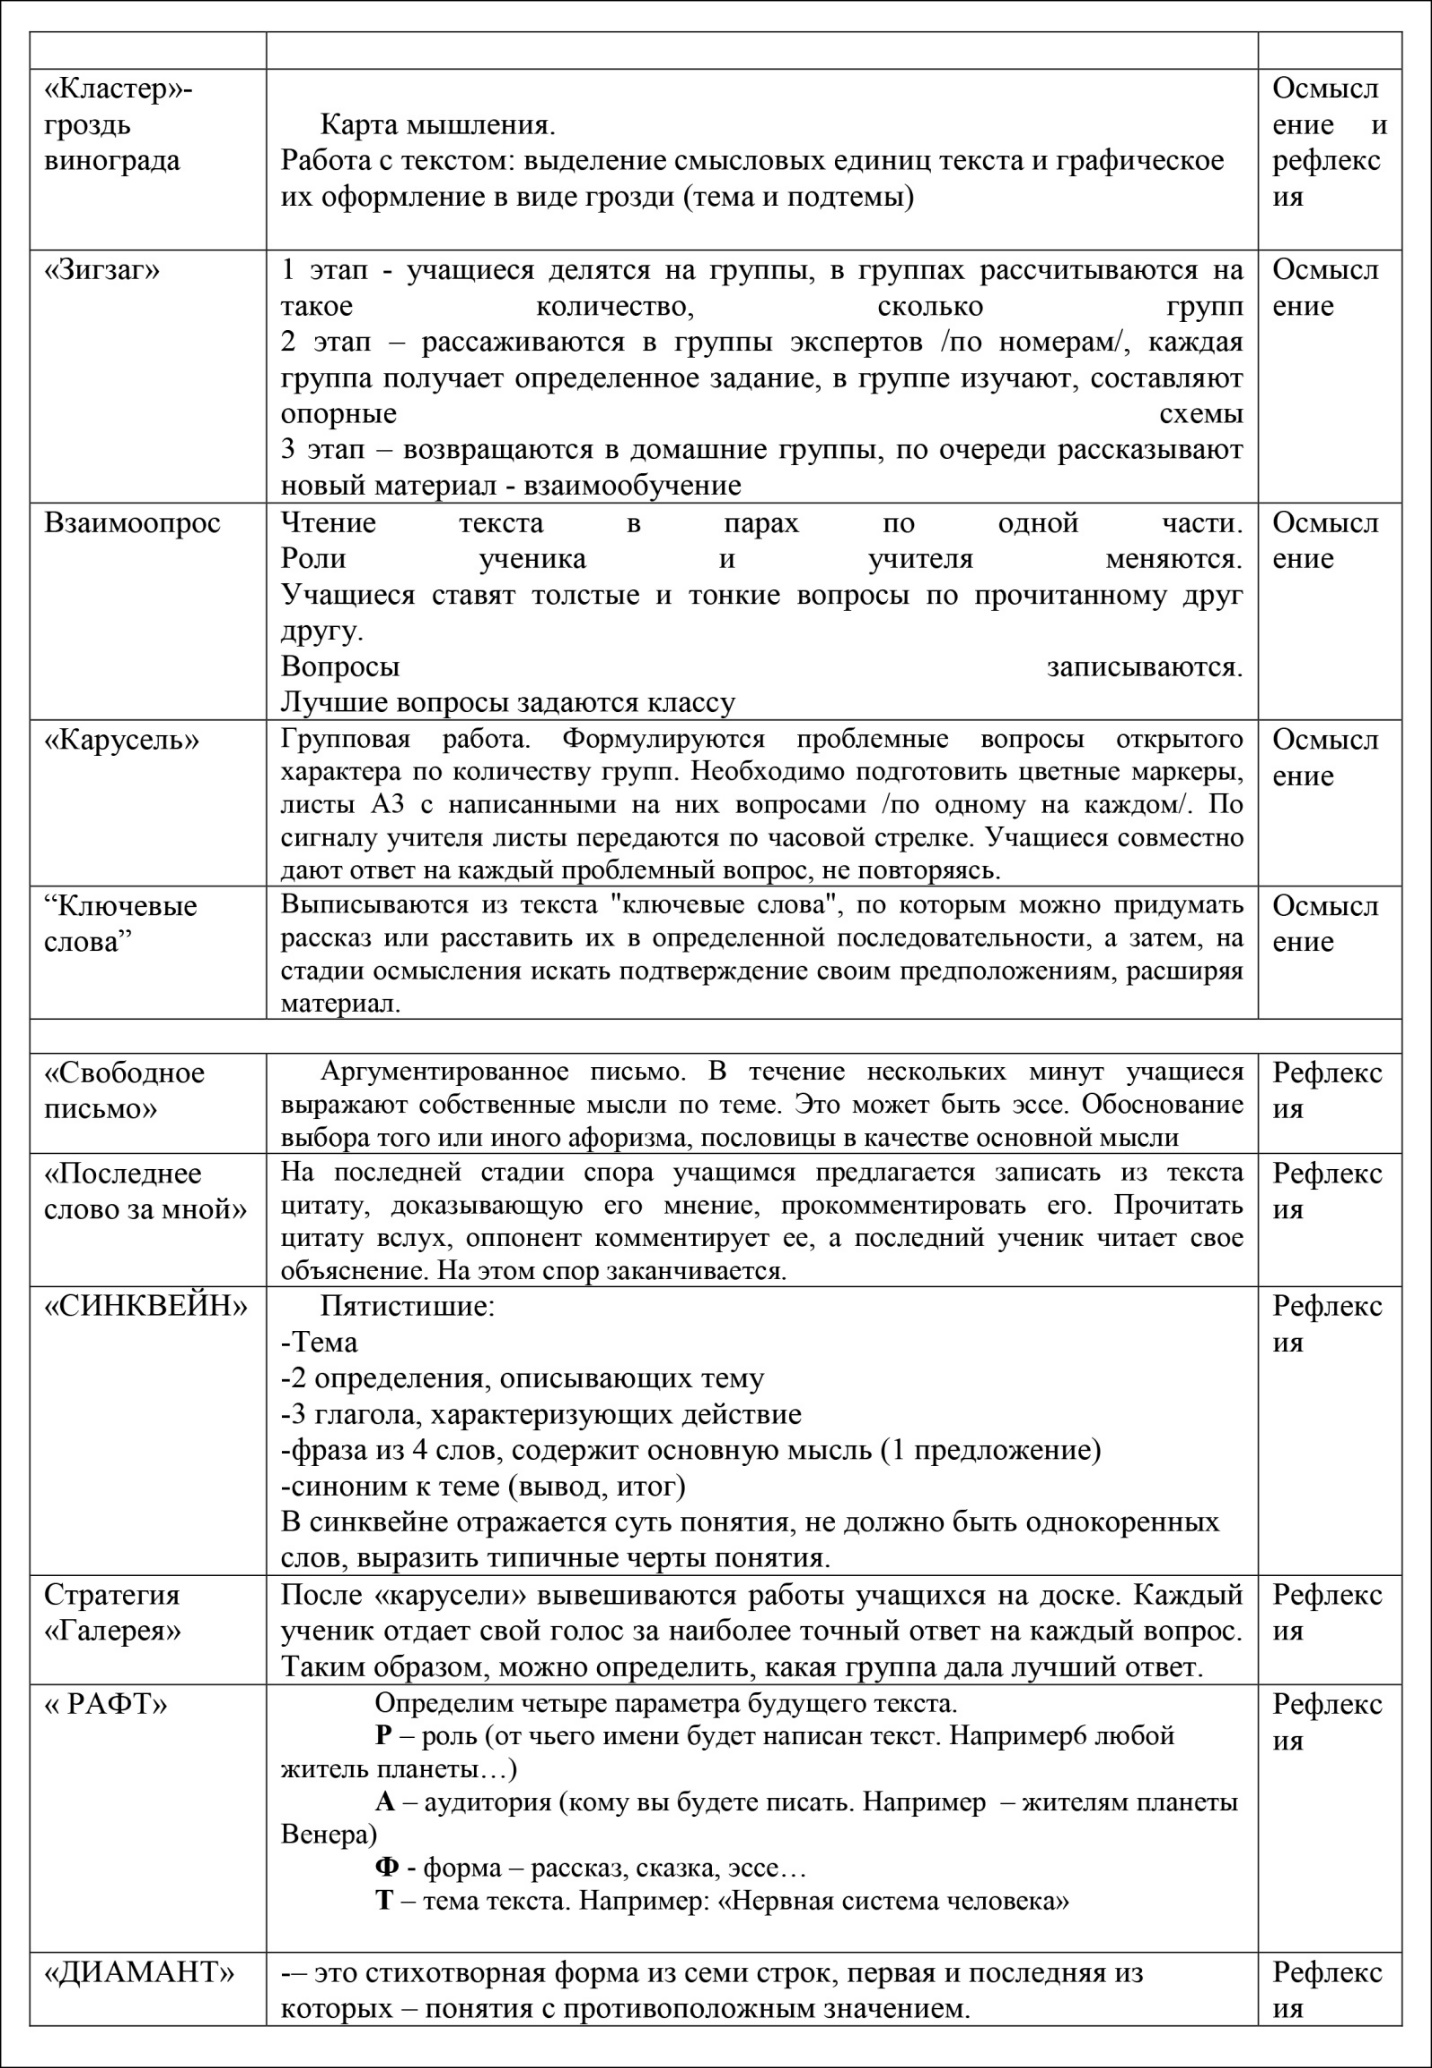 «Кластер»-
гроздь
винограда
Карта мышления.
Работа с текстом: выделение смысловых единиц текста и графическое
их оформление в виде грозди (тема и подтемы)
Осмысл
ение и
рефлекс
ия
«Зигзаг»
1 этап - учащиеся делятся на группы, в группах рассчитываются на
такое количество, сколько групп
2 этап – рассаживаются в группы экспертов /по номерам/, каждая
группа получает определенное задание, в группе изучают, составляют
опорные схемы
3 этап – возвращаются в домашние группы, по очереди рассказывают
новый материал - взаимообучение
Осмысл
ение
Взаимоопрос
Чтение текста в парах по одной части.
Роли ученика и учителя меняются.
Учащиеся ставят толстые и тонкие вопросы по прочитанному друг
другу.
Вопросы записываются.
Лучшие вопросы задаются классу
Осмысл
ение
«Карусель»
Групповая работа. Формулируются проблемные вопросы открытого
характера по количеству групп. Необходимо подготовить цветные маркеры,
листы А3 с написанными на них вопросами /по одному на каждом/. По
сигналу учителя листы передаются по часовой стрелке. Учащиеся совместно
дают ответ на каждый проблемный вопрос, не повторяясь.
Осмысл
ение
“Ключевые
слова”
Выписываются из текста "ключевые слова", по которым можно придумать
рассказ или расставить их в определенной последовательности, а затем, на
стадии осмысления искать подтверждение своим предположениям, расширяя
материал.
Осмысл
ение
«Свободное
письмо»
Аргументированное письмо. В течение нескольких минут учащиеся
выражают собственные мысли по теме. Это может быть эссе. Обоснование
выбора того или иного афоризма, пословицы в качестве основной мысли
Рефлекс
ия
«Последнее
слово за мной»
На последней стадии спора учащимся предлагается записать из текста
цитату, доказывающую его мнение, прокомментировать его. Прочитать
цитату вслух, оппонент комментирует ее, а последний ученик читает свое
объяснение. На этом спор заканчивается.
Рефлекс
ия
«СИНКВЕЙН»
Пятистишие:
-Тема
-2 определения, описывающих тему
-3 глагола, характеризующих действие
-фраза из 4 слов, содержит основную мысль (1 предложение)
-синоним к теме (вывод, итог)
В синквейне отражается суть понятия, не должно быть однокоренных
слов, выразить типичные черты понятия.
Рефлекс
ия
Стратегия
«Галерея»
После «карусели» вывешиваются работы учащихся на доске. Каждый
ученик отдает свой голос за наиболее точный ответ на каждый вопрос.
Таким образом, можно определить, какая группа дала лучший ответ.
Рефлекс
ия
« РАФТ»
Определим четыре параметра будущего текста.
Р – роль (от чьего имени будет написан текст. Например6 любой
житель планеты…)
А – аудитория (кому вы будете писать. Например – жителям планеты
Венера)
Ф - форма – рассказ, сказка, эссе…
Т – тема текста. Например: «Нервная система человека»
Рефлекс
ия
«ДИАМАНТ»
-– это стихотворная форма из семи строк, первая и последняя из
которых – понятия с противоположным значением.
Рефлекс
ия